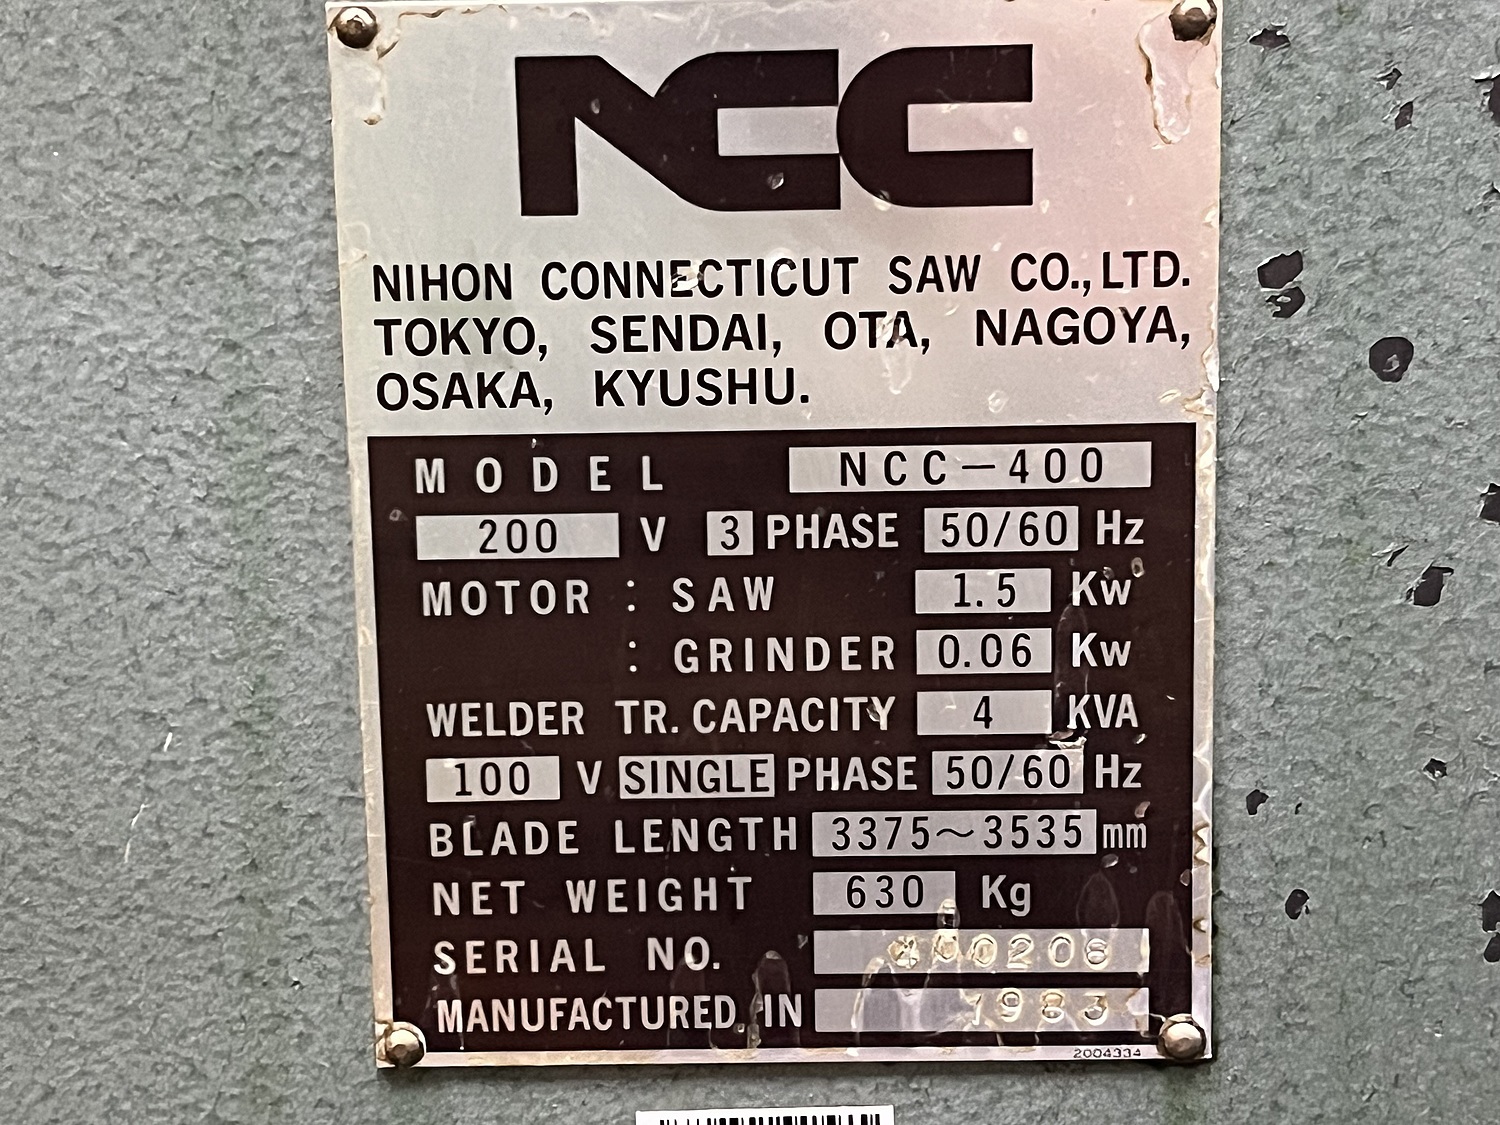 NCC
NIHON CONNECTICUT SAW CO., LTD.
TOKYO, SENDAI, OTA, NAGOYA,
OSAKA, KYUSHU.
MODEL NCC-400
200 V 3 PHASE 50/60 Hz
MOTOR : SAW 1.5 Kw
: GRINDER 0.06 Kw
WELDER TR. CAPACITY 4 KVA
100 V SINGLE PHASE 50/60 Hz
BLADE LENGTH 3375~3535 mm
NET WEIGHT 630 Kg
SERIAL NO.
MANUFACTURED IN 1983
2004334